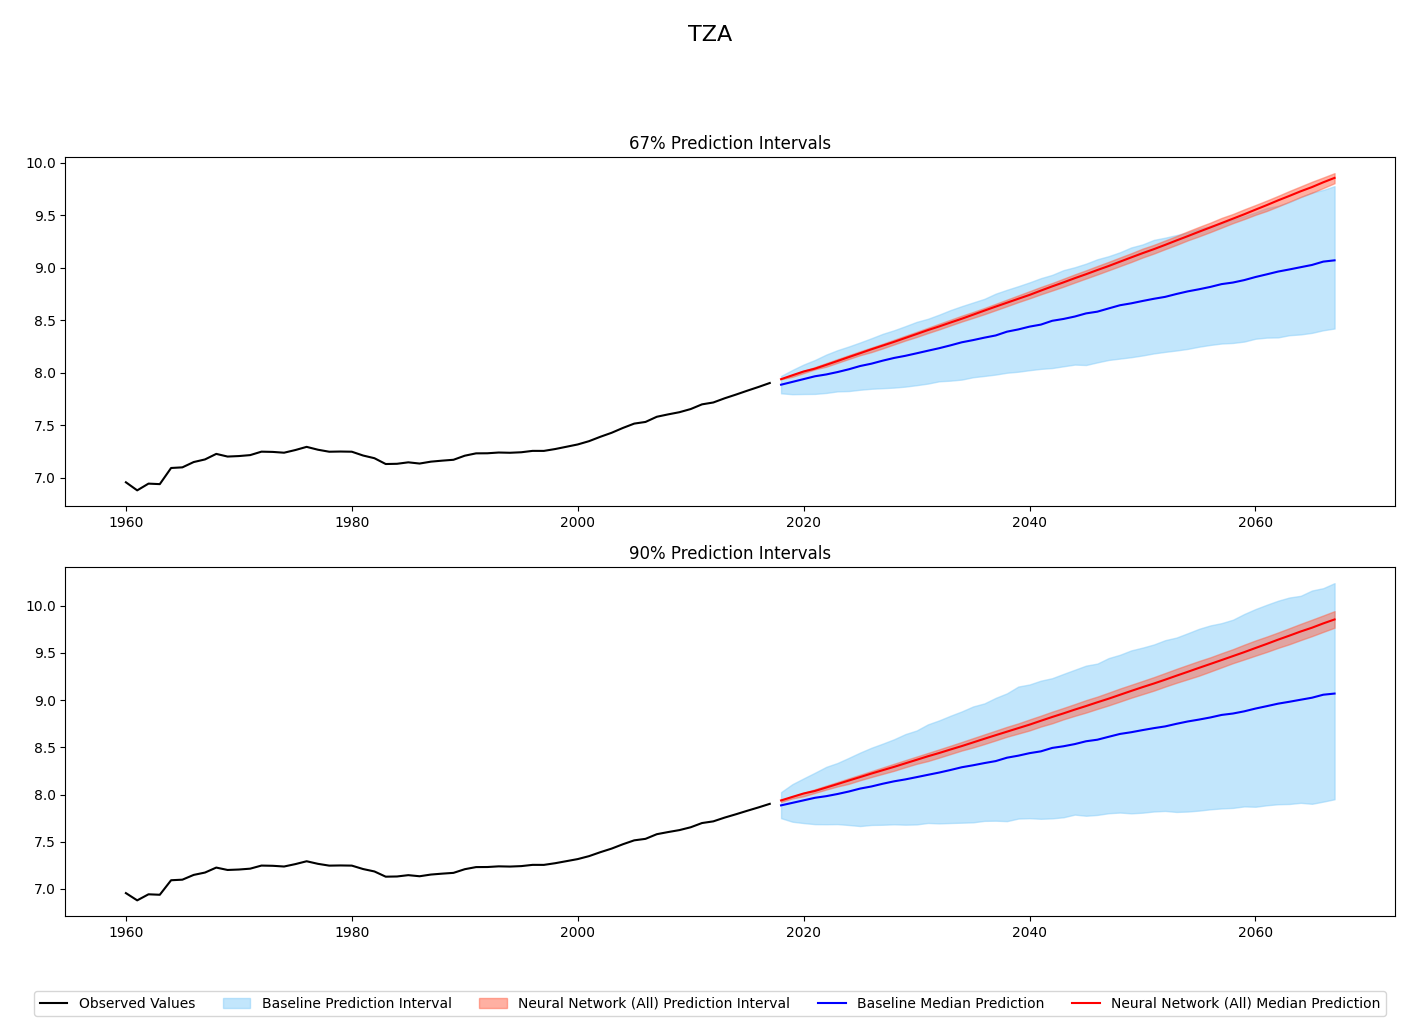 TZA
67% Prediction Intervals
10.0
9.5
9.0
8.5
8.0
7.5
7.0
1960 1980 2000 2020 2040 2060
90% Prediction Intervals
10.0
9.5
9.0
8.5
8.0
7.5
7.0
1960 1980 2000 2020 2040 2060
Observed Values Baseline Prediction Interval Neural Network (All) Prediction Interval Baseline Median Prediction Neural Network (All) Median Prediction